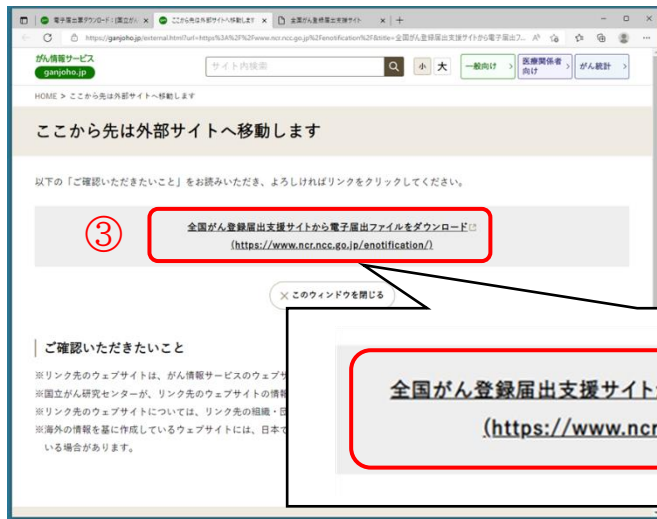 電子届出票ダウンロード：[国立がん
ここから先は外部サイトへ移動します
全国がん登録届出支援サイト
https://ganjoho.jp/external.html?url=https%3A%2F%2Fwww.ncr.ncc.go.jp%2Fenotification%2F&title=全国がん登録届出支援サイトから電子届出フ...
がん情報サービス
ganjoho.jp
サイト内検索
小 大
一般向け
医療関係者
向け
がん統計
HOME > ここから先は外部サイトへ移動します
ここから先は外部サイトへ移動します
以下の「ご確認いただきたいこと」をお読みいただき、よろしければリンクをクリックしてください。
③
全国がん登録届出支援サイトから電子届出ファイルをダウンロード
(https://www.ncr.ncc.go.jp/enotification/)
×このウィンドウを閉じる
ご確認いただきたいこと
※リンク先のウェブサイトは、がん情報サービスのウェブサ
※国立がん研究センターが、リンク先のウェブサイトの情報
※リンク先のウェブサイトについては、リンク先の組織・団
※海外の情報を基に作成しているウェブサイトには、日本で
いる場合があります。
全国がん登録届出支援サイト
(https://www.ncr